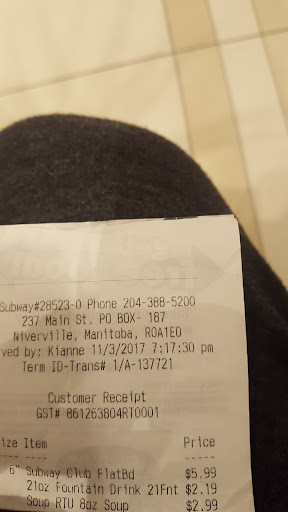 Subway#28523-0 Phone 204-388-5200
237 Main St. PO BOX- 187
Niverville, Manitoba, R0A1E0
rved by: Kianne 11/3/2017 7:17:30 pm
Term ID-Trans# 1/A-137721
Customer Receipt
GST# 861263804RT0001
ize Item Price
--- ---- -----
6" Subway Club FlatBd $5.99
21oz Fountain Drink 21Fnt $2.19
Soup RTU 8oz Soup $2.99